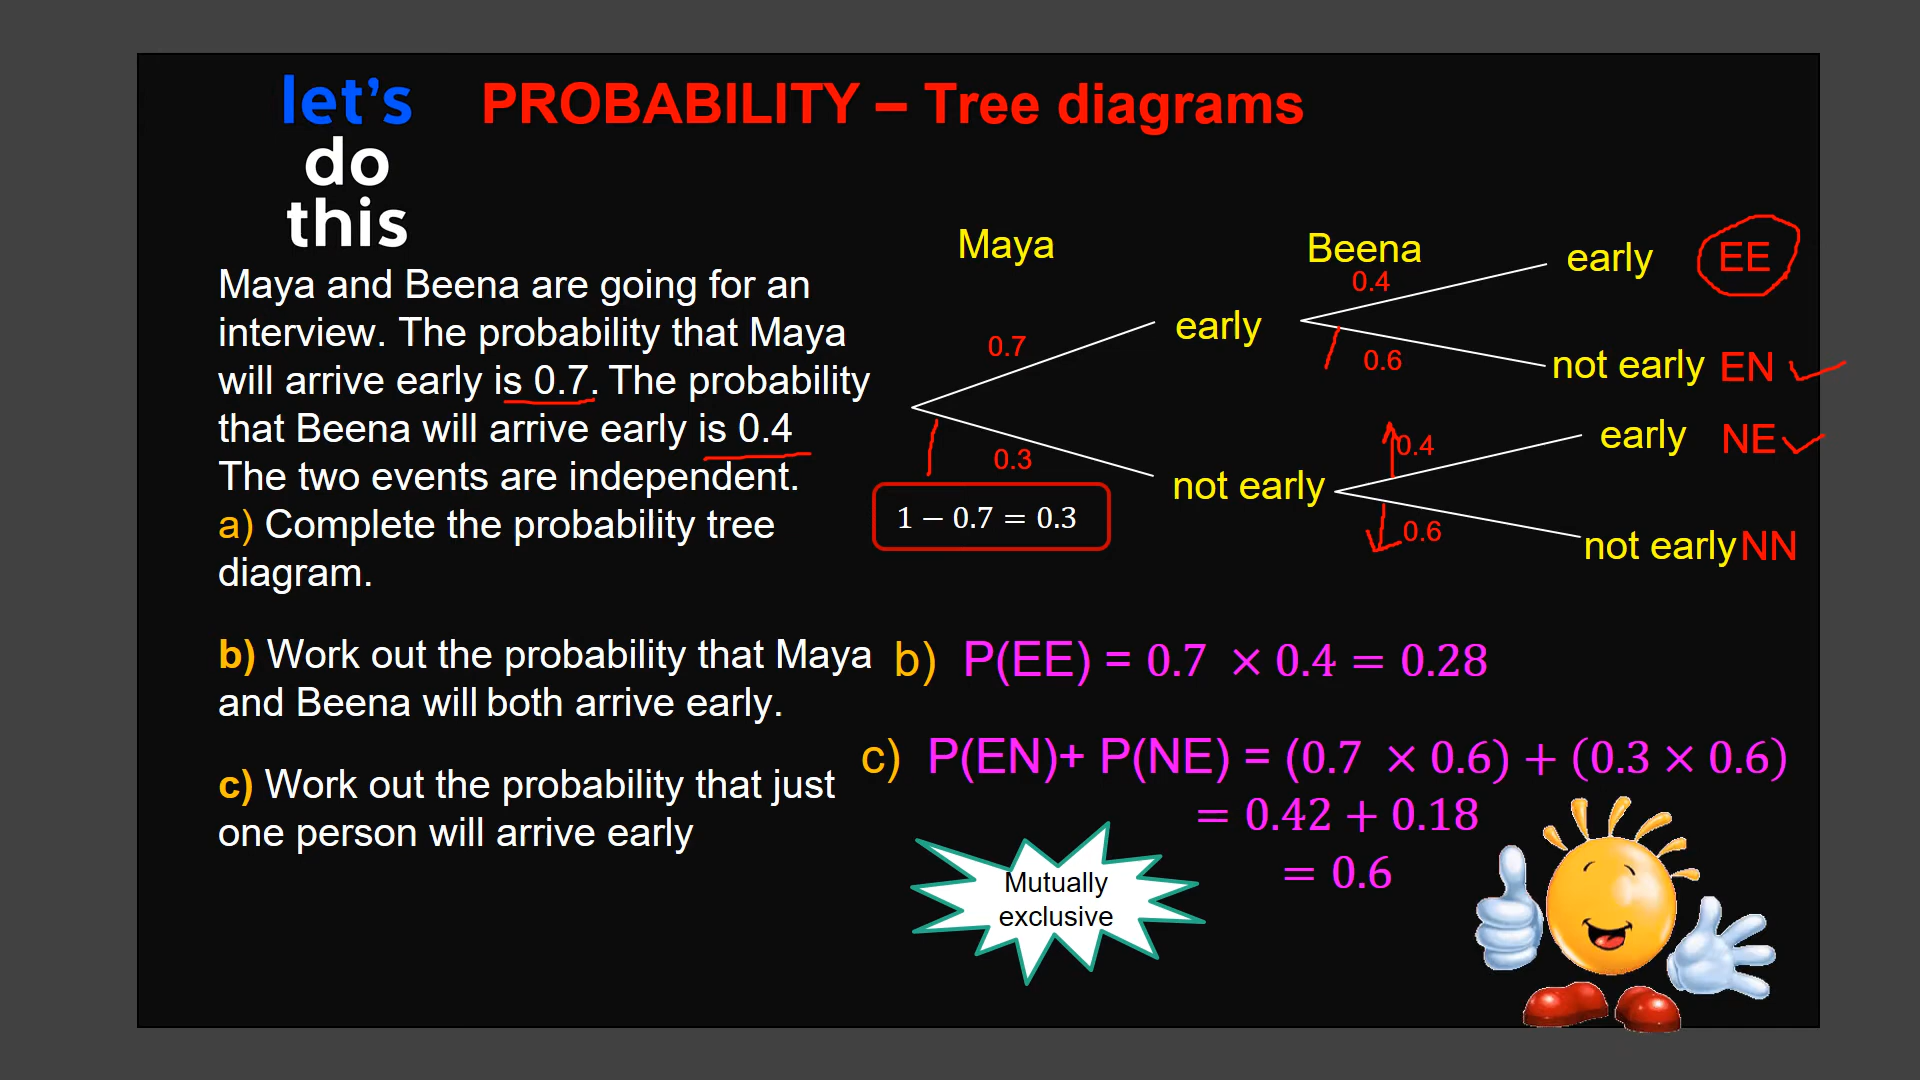 let's
do
this
PROBABILITY – Tree diagrams
Maya and Beena are going for an
interview. The probability that Maya
will arrive early is 0.7. The probability
that Beena will arrive early is 0.4
The two events are independent.
a) Complete the probability tree
diagram.
b) Work out the probability that Maya
and Beena will both arrive early.
c) Work out the probability that just
one person will arrive early
Maya
Beena
0.4
early EE
0.7
early
0.6
not early EN
0.3
not early
0.4
early NE
0.6
not early NN
1 − 0.7 = 0.3
b) P(EE) = 0.7 × 0.4 = 0.28
c) P(EN)+ P(NE) = (0.7 × 0.6) + (0.3 × 0.6)
= 0.42 + 0.18
= 0.6
Mutually
exclusive